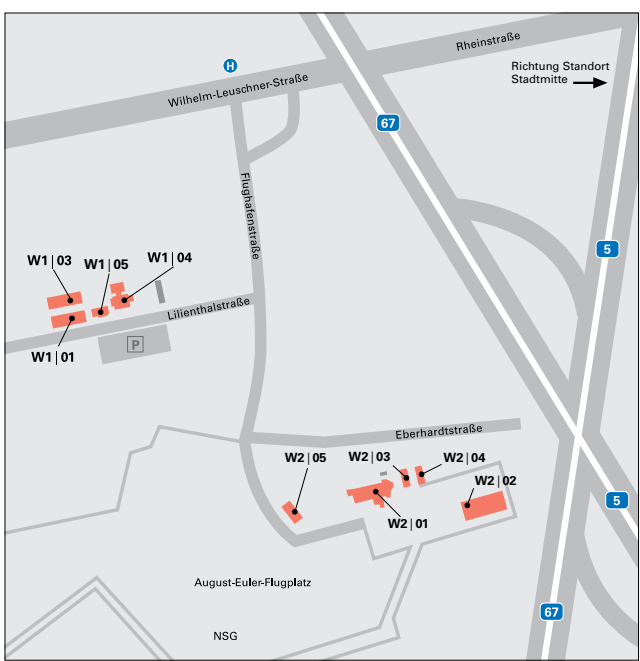 Rheinstraße
H
Richtung Standort
Stadtmitte
Wilhelm-Leuschner-Straße
67
Flughafenstraße
5
W1|03
W1|05
W1|04
Lilienthalstraße
P
W1|01
Eberhardtstraße
W2|05
W2|03
W2|04
W2|02
5
W2|01
August-Euler-Flugplatz
67
NSG